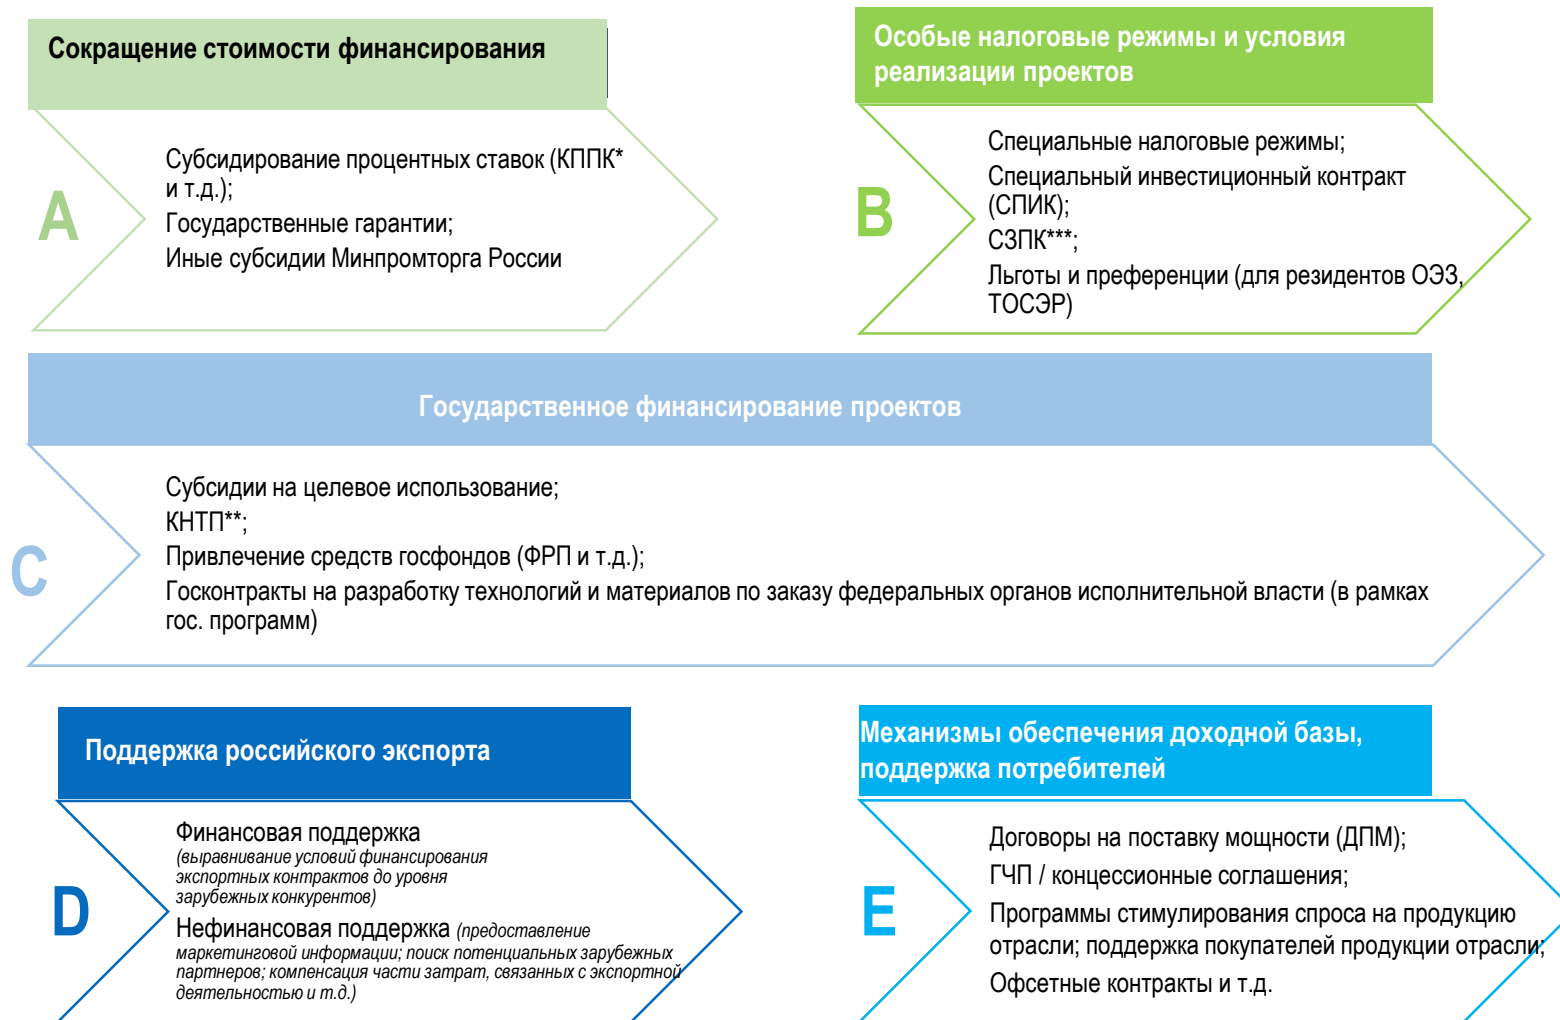 Сокращение стоимости финансирования
A
Субсидирование процентных ставок (КППК*
и т.д.);
Государственные гарантии;
Иные субсидии Минпромторга России
Особые налоговые режимы и условия
реализации проектов
B
Специальные налоговые режимы;
Специальный инвестиционный контракт
(СПИК);
СЗПК***;
Льготы и преференции (для резидентов ОЭЗ,
ТОСЭР)
Государственное финансирование проектов
C
Субсидии на целевое использование;
КНТП**;
Привлечение средств госфондов (ФРП и т.д.);
Госконтракты на разработку технологий и материалов по заказу федеральных органов исполнительной власти (в рамках
гос. программ)
Поддержка российского экспорта
D
Финансовая поддержка
(выравнивание условий финансирования
экспортных контрактов до уровня
зарубежных конкурентов)
Нефинансовая поддержка (предоставление
маркетинговой информации; поиск потенциальных зарубежных
партнеров; компенсация части затрат, связанных с экспортной
деятельностью и т.д.)
Механизмы обеспечения доходной базы,
поддержка потребителей
E
Договоры на поставку мощности (ДПМ);
ГЧП / концессионные соглашения;
Программы стимулирования спроса на продукцию
отрасли; поддержка покупателей продукции отрасли;
Офсетные контракты и т.д.